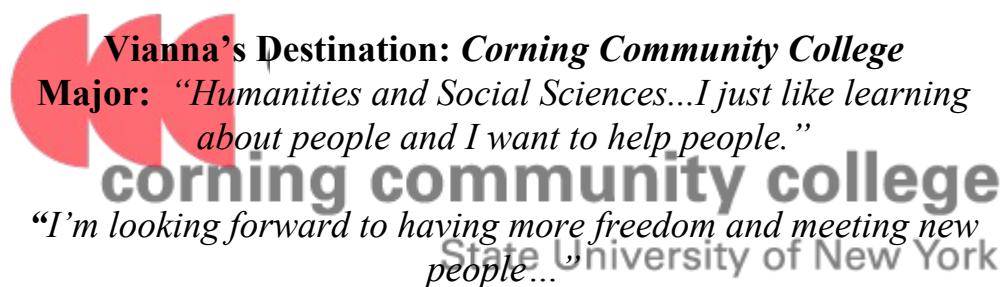 Vianna’s Destination: Corning Community College
Major: “Humanities and Social Sciences...I just like learning
about people and I want to help people.”
corning community college
“I’m looking forward to having more freedom and meeting new
State University of New York
people…”